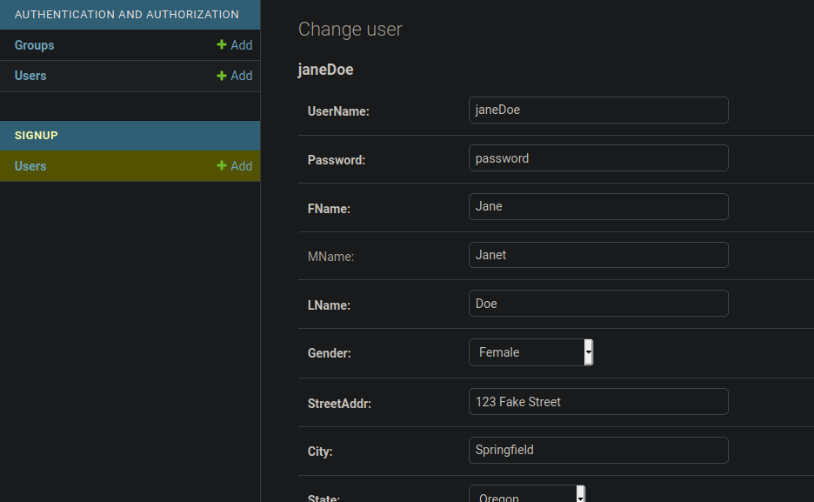 AUTHENTICATION AND AUTHORIZATION
Groups + Add
Users + Add
SIGNUP
Users + Add
Change user
janeDoe
UserName: janeDoe
Password: password
FName: Jane
MName: Janet
LName: Doe
Gender: Female
StreetAddr: 123 Fake Street
City: Springfield
State: Oregon